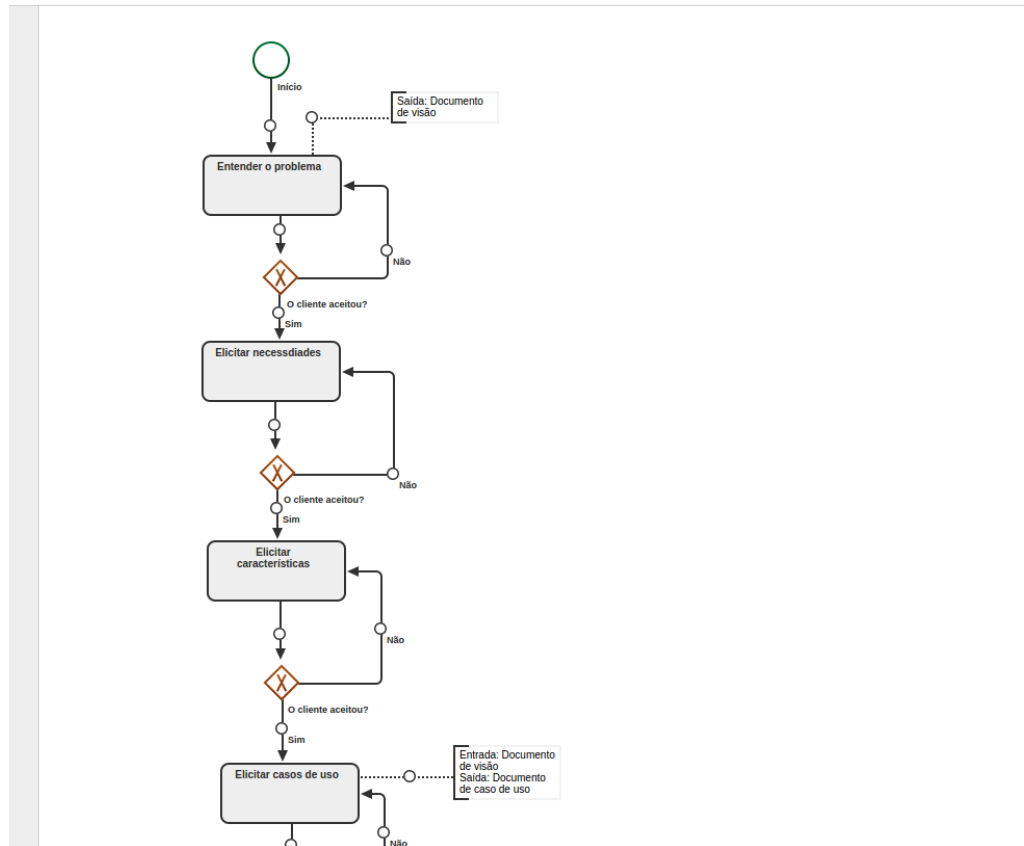 Início
Saída: Documento
de visão
Entender o problema
Não
O cliente aceitou?
Sim
Elicitar necessdiades
Não
O cliente aceitou?
Sim
Elicitar
características
Não
O cliente aceitou?
Sim
Entrada: Documento
de visão
Saída: Documento
de caso de uso
Elicitar casos de uso
Não